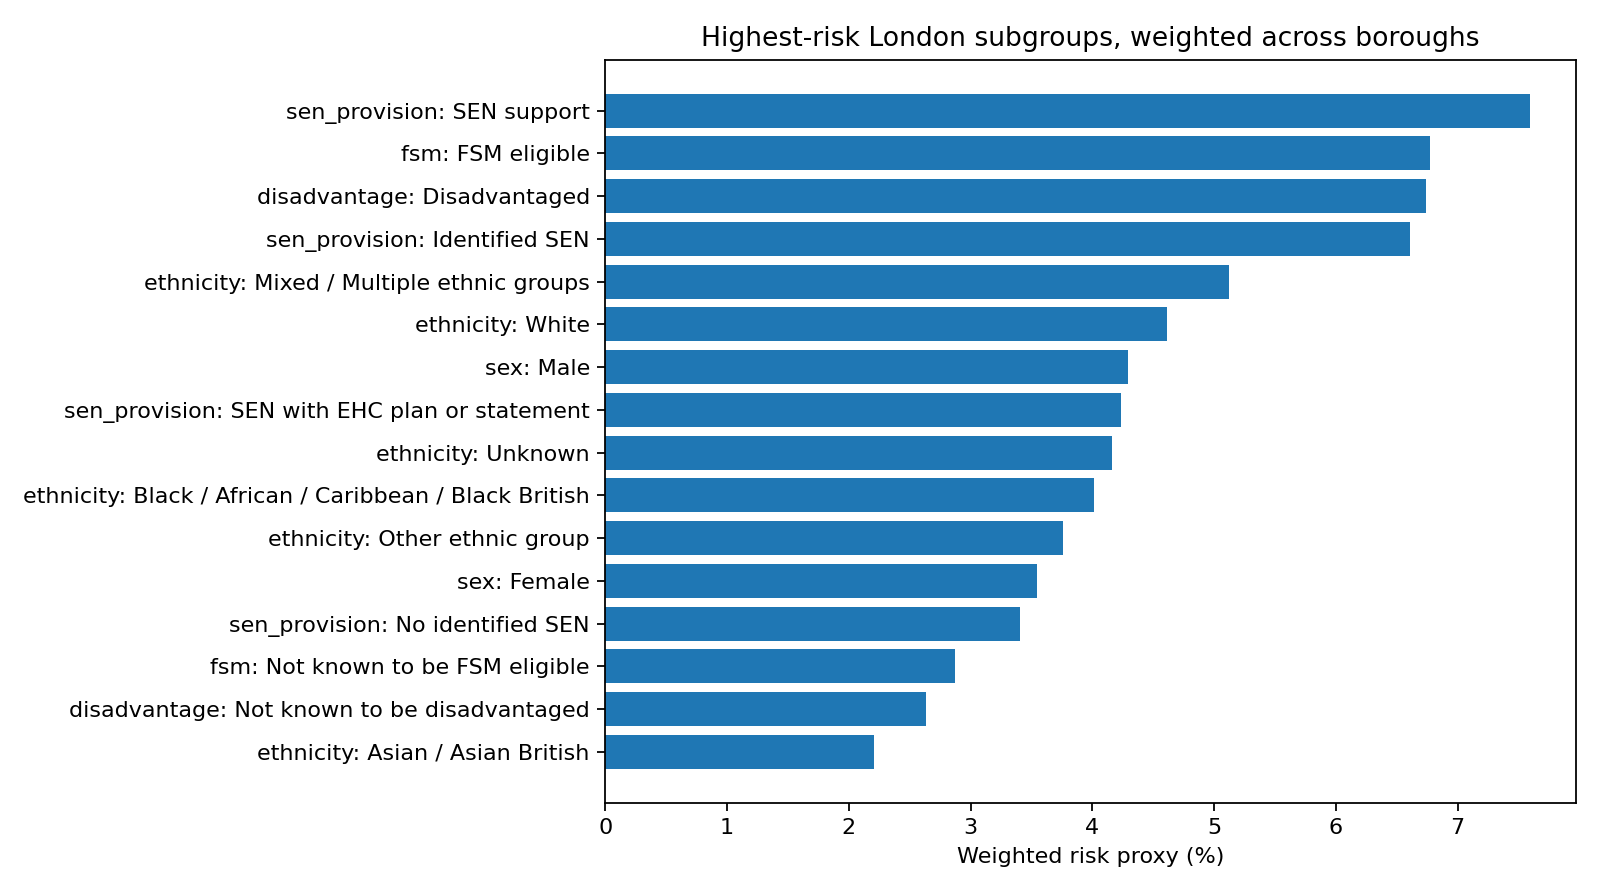 Highest-risk London subgroups, weighted across boroughs
sen_provision: SEN support
fsm: FSM eligible
disadvantage: Disadvantaged
sen_provision: Identified SEN
ethnicity: Mixed / Multiple ethnic groups
ethnicity: White
sex: Male
sen_provision: SEN with EHC plan or statement
ethnicity: Unknown
ethnicity: Black / African / Caribbean / Black British
ethnicity: Other ethnic group
sex: Female
sen_provision: No identified SEN
fsm: Not known to be FSM eligible
disadvantage: Not known to be disadvantaged
ethnicity: Asian / Asian British
0 1 2 3 4 5 6 7
Weighted risk proxy (%)